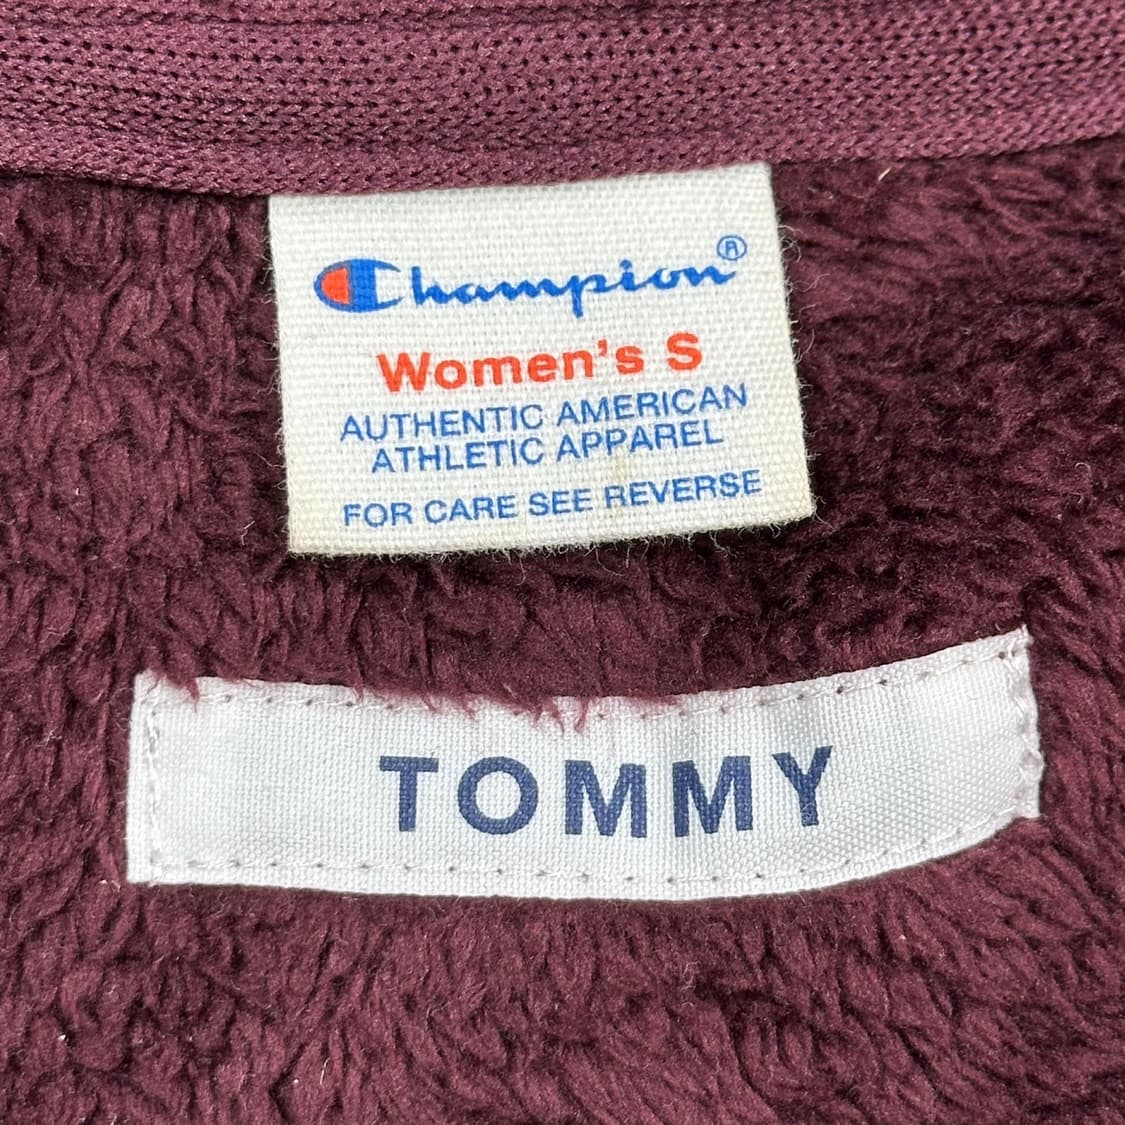 Champion®
Women's S
AUTHENTIC AMERICAN
ATHLETIC APPAREL
FOR CARE SEE REVERSE
TOMMY